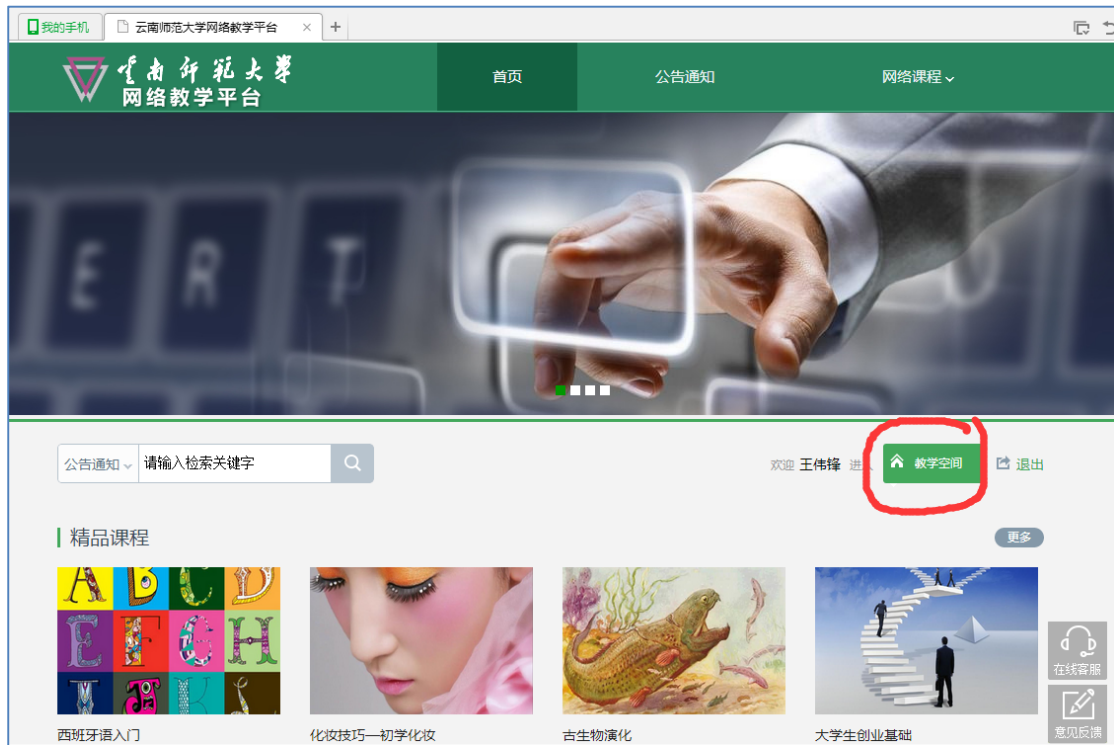 我的手机 云南师范大学网络教学平台
云南师范大学
网络教学平台
首页 公告通知 网络课程
E R T
公告通知 请输入检索关键字
欢迎 王伟锋 教学空间 退出
精品课程 更多
A B C D
E F G H
在线客服
意见反馈
西班牙语入门 化妆技巧—初学化妆 古生物演化 大学生创业基础